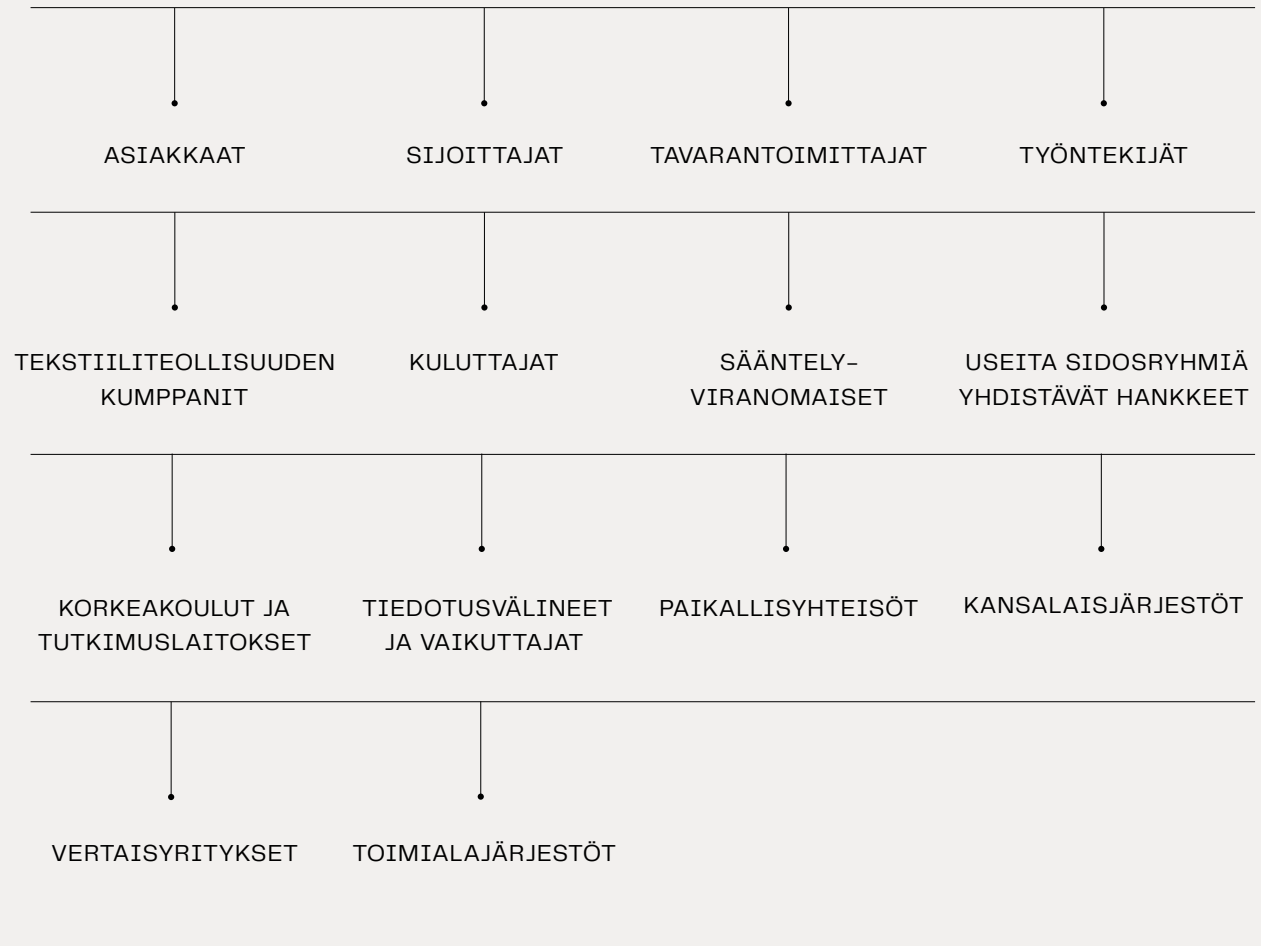 ASIAKKAAT
SIJOITTAJAT
TAVARANTOIMITTAJAT
TYÖNTEKIJÄT
TEKSTIILITEOLLISUUDEN
KUMPPANIT
KULUTTAJAT
SÄÄNTELY-
VIRANOMAISET
USEITA SIDOSRYHMIÄ
YHDISTÄVÄT HANKKEET
KORKEAKOULUT JA
TUTKIMUSLAITOKSET
TIEDOTUSVÄLINEET
JA VAIKUTTAJAT
PAIKALLISYHTEISÖT
KANSALAISJÄRJESTÖT
VERTAISYRITYKSET
TOIMIALAJÄRJESTÖT